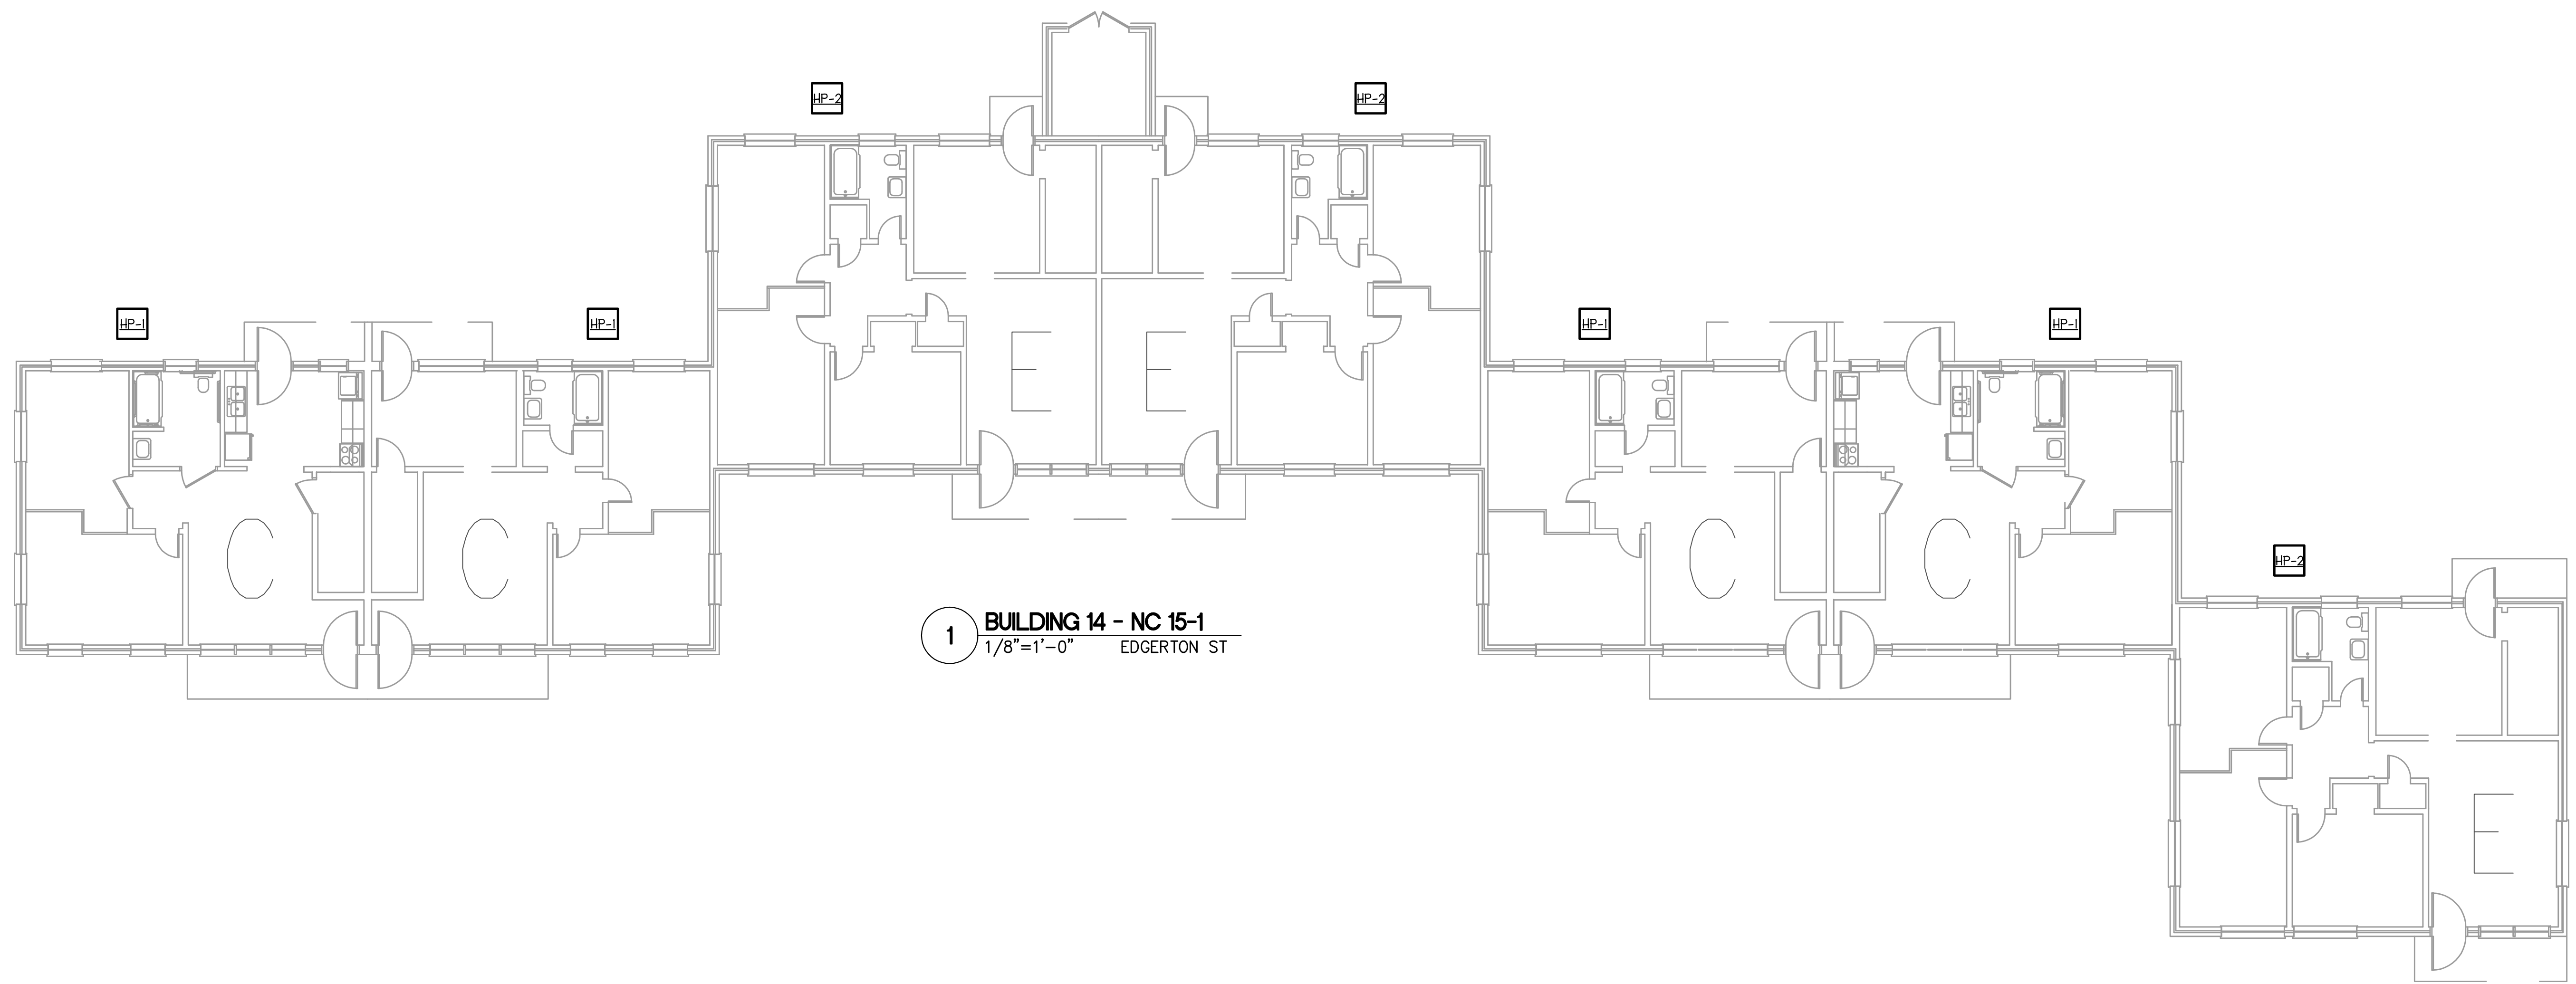 HP-2
HP-2
HP-1
HP-1
HP-1
HP-1
E
E
C
C
C
C
HP-2
1
BUILDING 14 - NC 15-1
1/8"=1'-0" EDGERTON ST
E